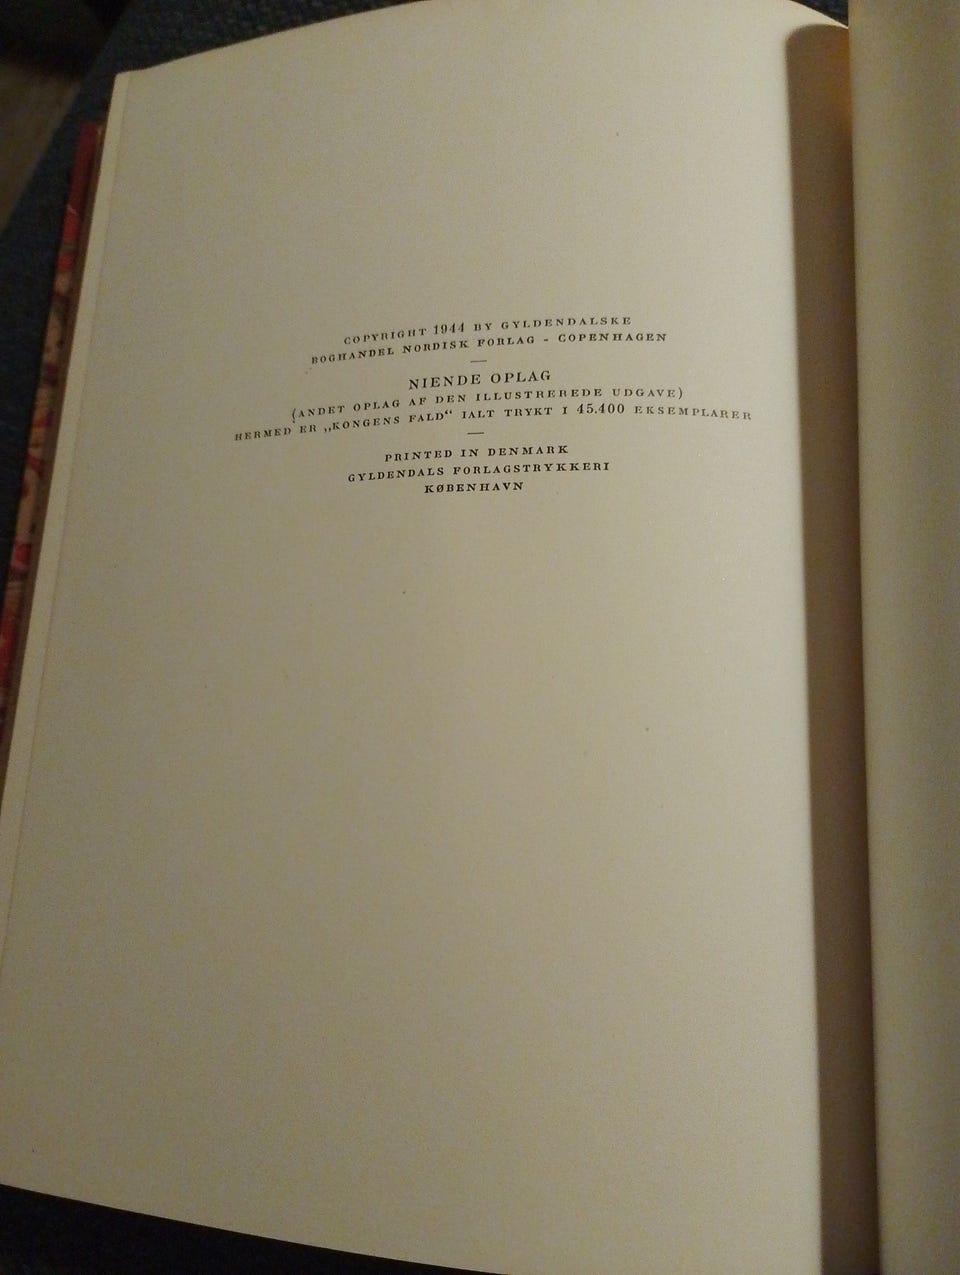 COPYRIGHT 1944 BY GYLDENDALSKE
BOGHANDEL NORDISK FORLAG - COPENHAGEN
NIENDE OPLAG
(ANDET OPLAG AF DEN ILLUSTREREDE UDGAVE)
HERMED ER „KONGENS FALD“ IALT TRYKT I 45.400 EKSEMPLARER
PRINTED IN DENMARK
GYLDENDALS FORLAGSTRYKKERI
KØBENHAVN